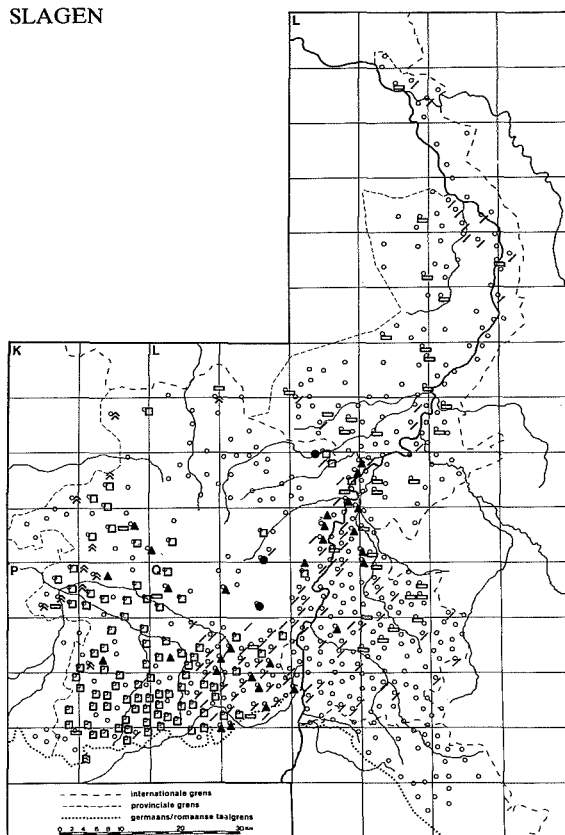 SLAGEN
L
K
L
P
Q
internationale grens
provinciale grens
germaans/romaanse taalgrens
0 2 4 6 8 10 20 30 km